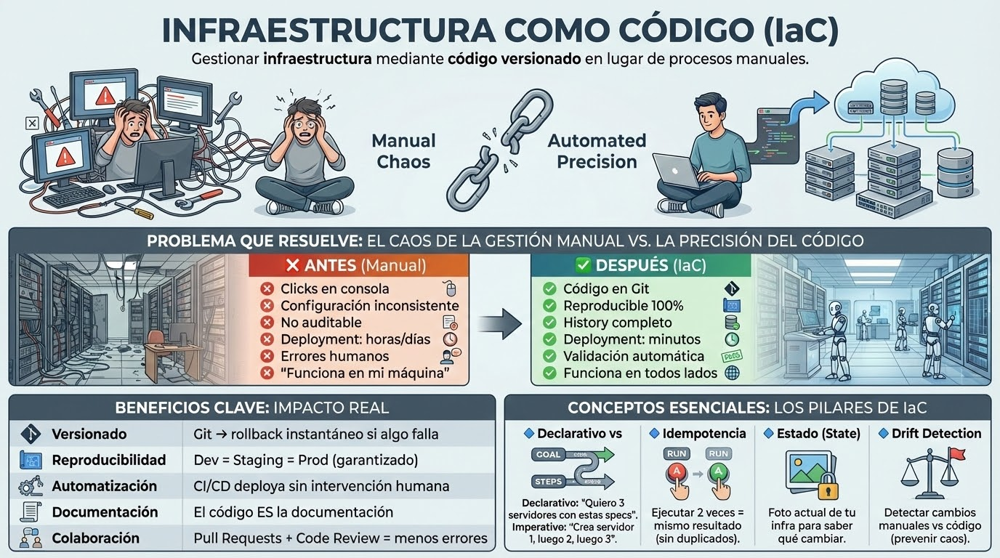 INFRAESTRUCTURA COMO CÓDIGO (IaC)
Gestionar infraestructura mediante código versionado en lugar de procesos manuales.
Manual
Chaos
Automated
Precision
PROBLEMA QUE RESUELVE: EL CAOS DE LA GESTIÓN MANUAL VS. LA PRECISIÓN DEL CÓDIGO
ANTES (Manual)
Clicks en consola
Configuración inconsistente
No auditable
Deployment: horas/días
Errores humanos
"Funciona en mi máquina"
DESPUÉS (IaC)
Código en Git
Reproducible 100%
History completo
Deployment: minutos
Validación automática
Funciona en todos lados
BENEFICIOS CLAVE: IMPACTO REAL
Versionado Git → rollback instantáneo si algo falla
Reproducibilidad Dev = Staging = Prod (garantizado)
Automatización CI/CD deploya sin intervención humana
Documentación El código ES la documentación
Colaboración Pull Requests + Code Review = menos errores
CONCEPTOS ESENCIALES: LOS PILARES DE IaC
Declarativo vs
GOAL
STEPS
Declarativo: "Quiero 3
servidores con estas specs".
Imperativo: "Crea servidor
1, luego 2, luego 3".
Idempotencia
RUN RUN
A A
Ejecutar 2 veces =
mismo resultado
(sin duplicados).
Estado (State)
Foto actual de tu
infra para saber
qué cambiar.
Drift Detection
Detectar cambios
manuales vs código
(prevenir caos).